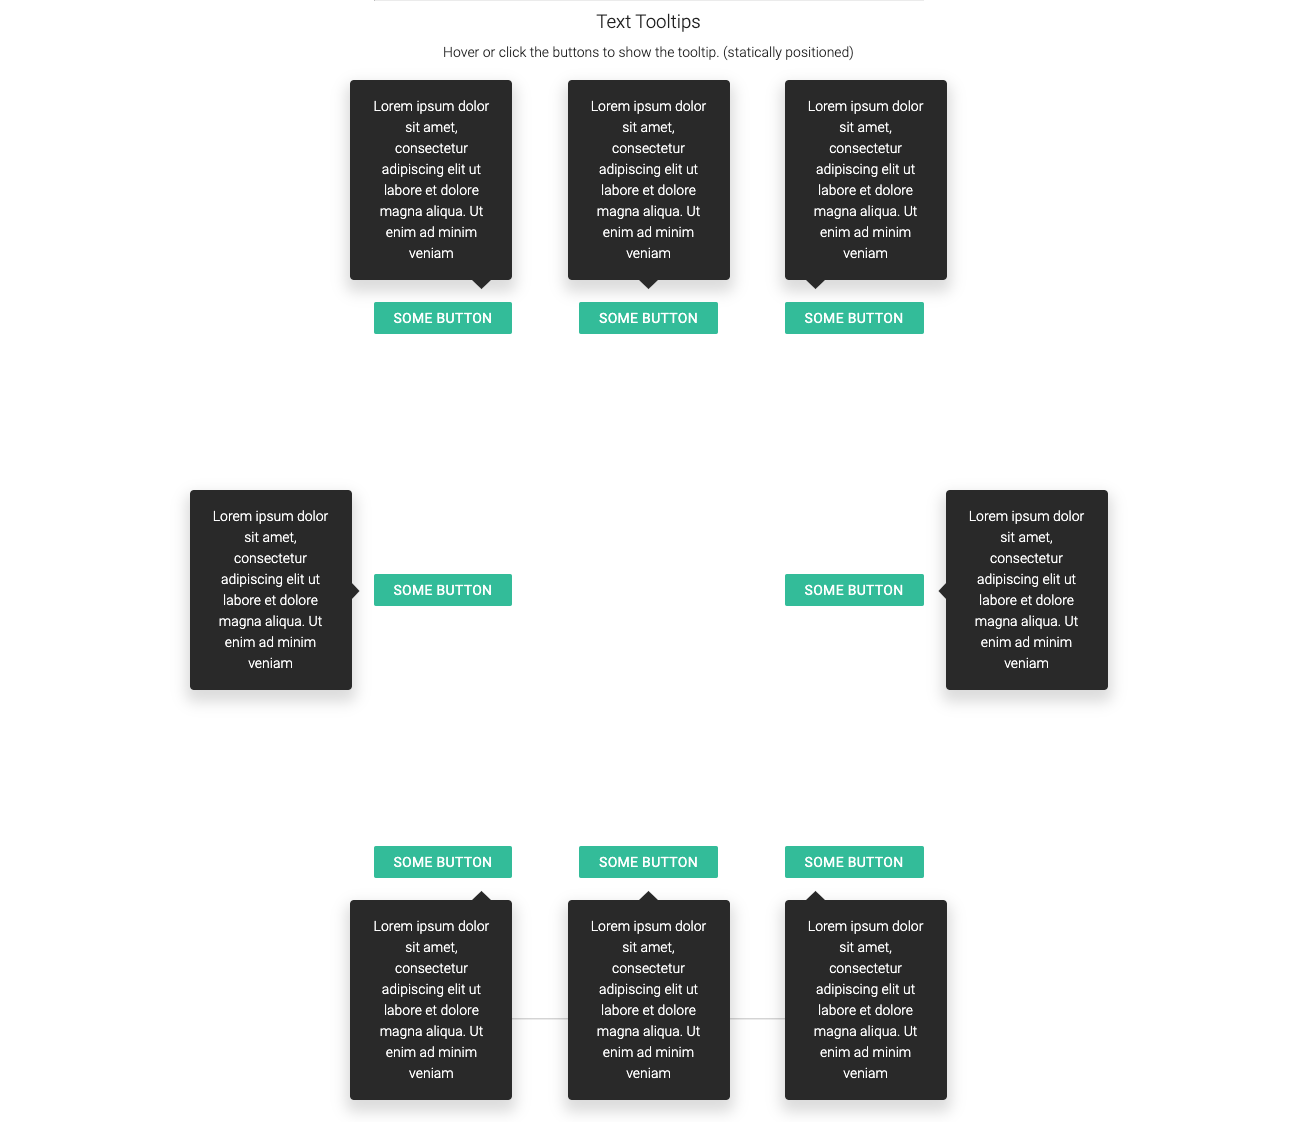 Text Tooltips
Hover or click the buttons to show the tooltip. (statically positioned)
Lorem ipsum dolor
sit amet,
consectetur
adipiscing elit ut
labore et dolore
magna aliqua. Ut
enim ad minim
veniam
Lorem ipsum dolor
sit amet,
consectetur
adipiscing elit ut
labore et dolore
magna aliqua. Ut
enim ad minim
veniam
Lorem ipsum dolor
sit amet,
consectetur
adipiscing elit ut
labore et dolore
magna aliqua. Ut
enim ad minim
veniam
SOME BUTTON
SOME BUTTON
SOME BUTTON
Lorem ipsum dolor
sit amet,
consectetur
adipiscing elit ut
labore et dolore
magna aliqua. Ut
enim ad minim
veniam
SOME BUTTON
SOME BUTTON
Lorem ipsum dolor
sit amet,
consectetur
adipiscing elit ut
labore et dolore
magna aliqua. Ut
enim ad minim
veniam
SOME BUTTON
SOME BUTTON
SOME BUTTON
Lorem ipsum dolor
sit amet,
consectetur
adipiscing elit ut
labore et dolore
magna aliqua. Ut
enim ad minim
veniam
Lorem ipsum dolor
sit amet,
consectetur
adipiscing elit ut
labore et dolore
magna aliqua. Ut
enim ad minim
veniam
Lorem ipsum dolor
sit amet,
consectetur
adipiscing elit ut
labore et dolore
magna aliqua. Ut
enim ad minim
veniam